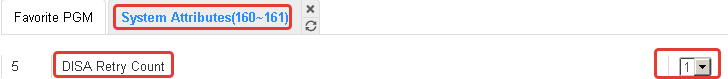 Favorite PGM System Attributes(160~161)
5 DISA Retry Count 1